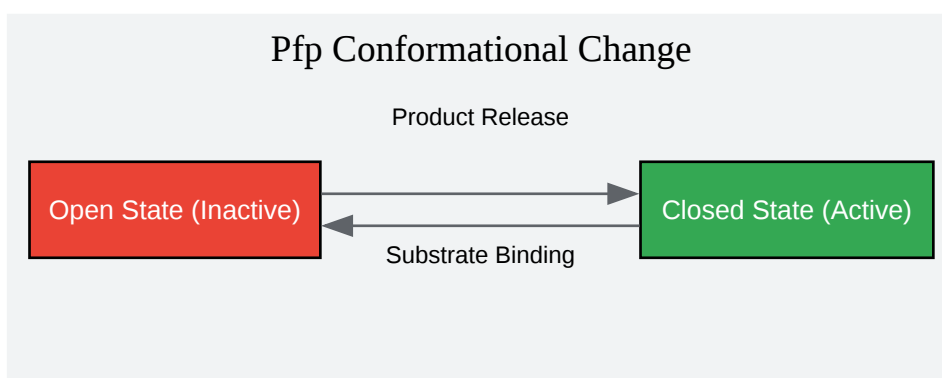 Pfp Conformational Change
Product Release
Open State (Inactive)
Closed State (Active)
Substrate Binding